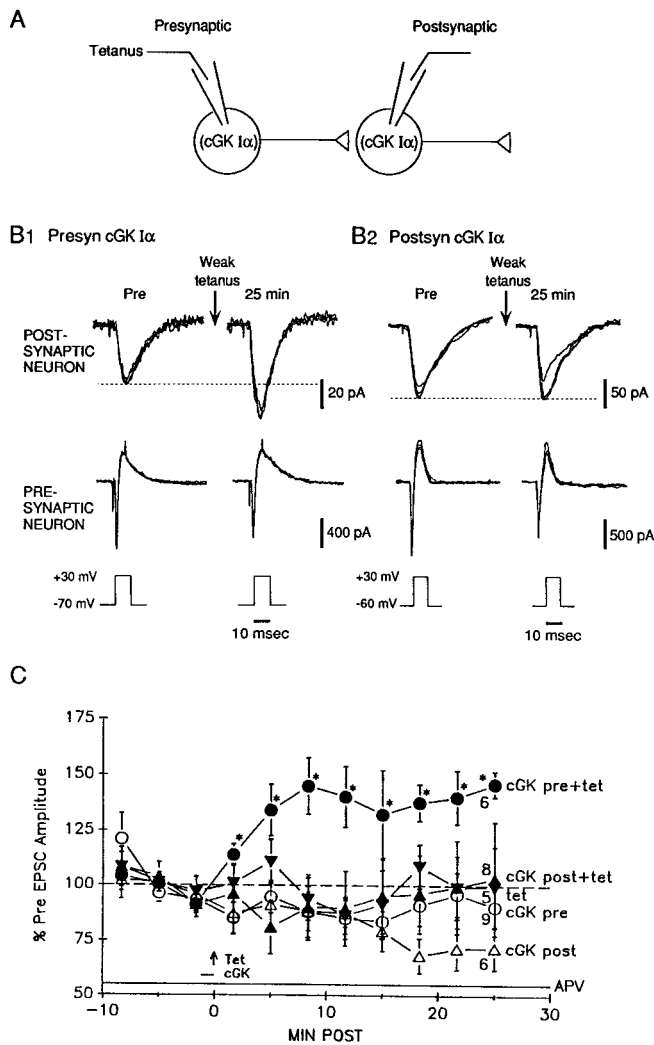 A
Presynaptic
Postsynaptic
Tetanus
(cGK Iα)
(cGK Iα)
B1 Presyn cGK Iα
B2 Postsyn cGK Iα
Weak
tetanus
Pre
25 min
Weak
tetanus
Pre
25 min
POST-
SYNAPTIC
NEURON
20 pA
50 pA
PRE-
SYNAPTIC
NEURON
400 pA
500 pA
+30 mV
-70 mV
10 msec
+30 mV
-60 mV
10 msec
C
% Pre EPSC Amplitude
175
150
125
100
75
50
* * * * * * * *
6
cGK pre+tet
8
cGK post+tet
5
tet
9
cGK pre
6
cGK post
↑ Tet
— cGK
APV
-10
0
10
20
30
MIN POST